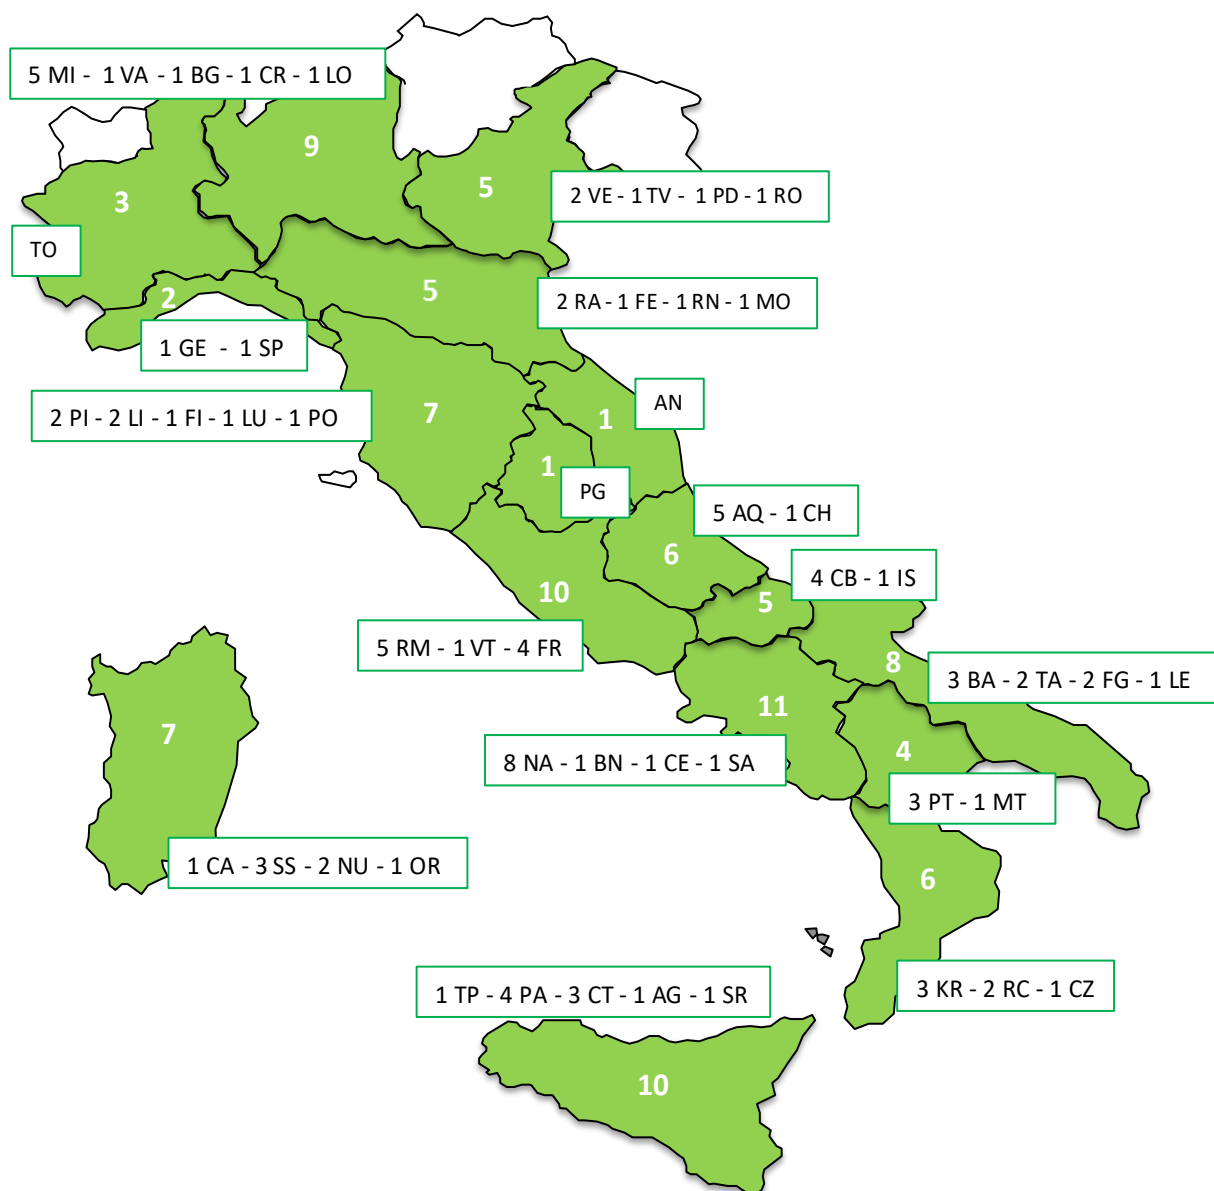 5 MI - 1 VA - 1 BG - 1 CR - 1 LO
9
3
5
2 VE - 1 TV - 1 PD - 1 RO
TO
2
5
2 RA - 1 FE - 1 RN - 1 MO
1 GE - 1 SP
2 PI - 2 LI - 1 FI - 1 LU - 1 PO
7
1
AN
1
PG
5 AQ - 1 CH
6
4 CB - 1 IS
10
5
5 RM - 1 VT - 4 FR
8
3 BA - 2 TA - 2 FG - 1 LE
7
11
4
8 NA - 1 BN - 1 CE - 1 SA
3 PT - 1 MT
1 CA - 3 SS - 2 NU - 1 OR
6
3 KR - 2 RC - 1 CZ
1 TP - 4 PA - 3 CT - 1 AG - 1 SR
10